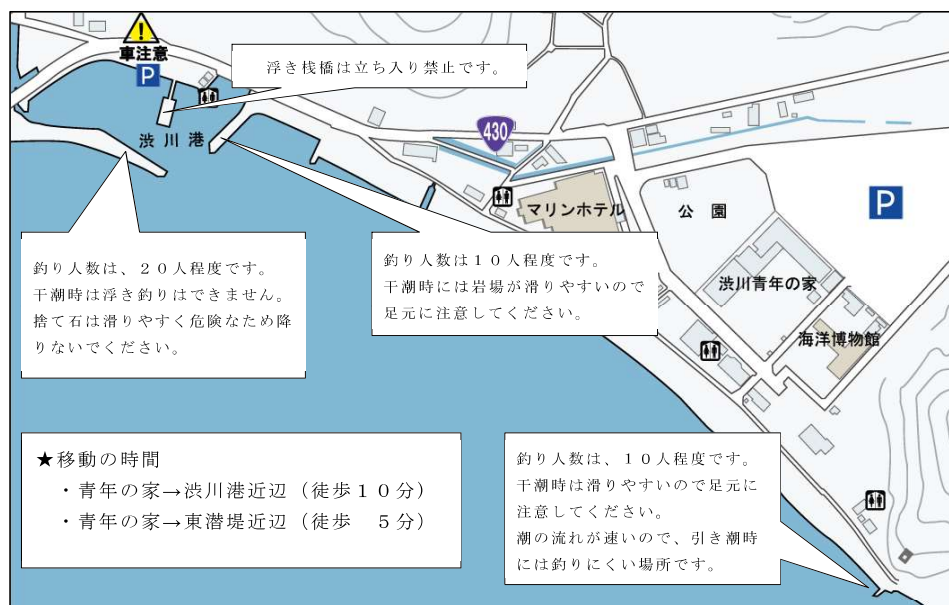 車注意
P
浮き桟橋は立ち入り禁止です。
渋川港
430
マリンホテル
公　園
P
渋川青年の家
海洋博物館
釣り人数は、２０人程度です。
干潮時は浮き釣りはできません。
捨て石は滑りやすく危険なため降
りないでください。
釣り人数は１０人程度です。
干潮時には岩場が滑りやすいので
足元に注意してください。
★移動の時間
・青年の家→渋川港近辺（徒歩１０分）
・青年の家→東潜堤近辺（徒歩　５分）
釣り人数は、１０人程度です。
干潮時は滑りやすいので足元に
注意してください。
潮の流れが速いので、引き潮時
には釣りにくい場所です。